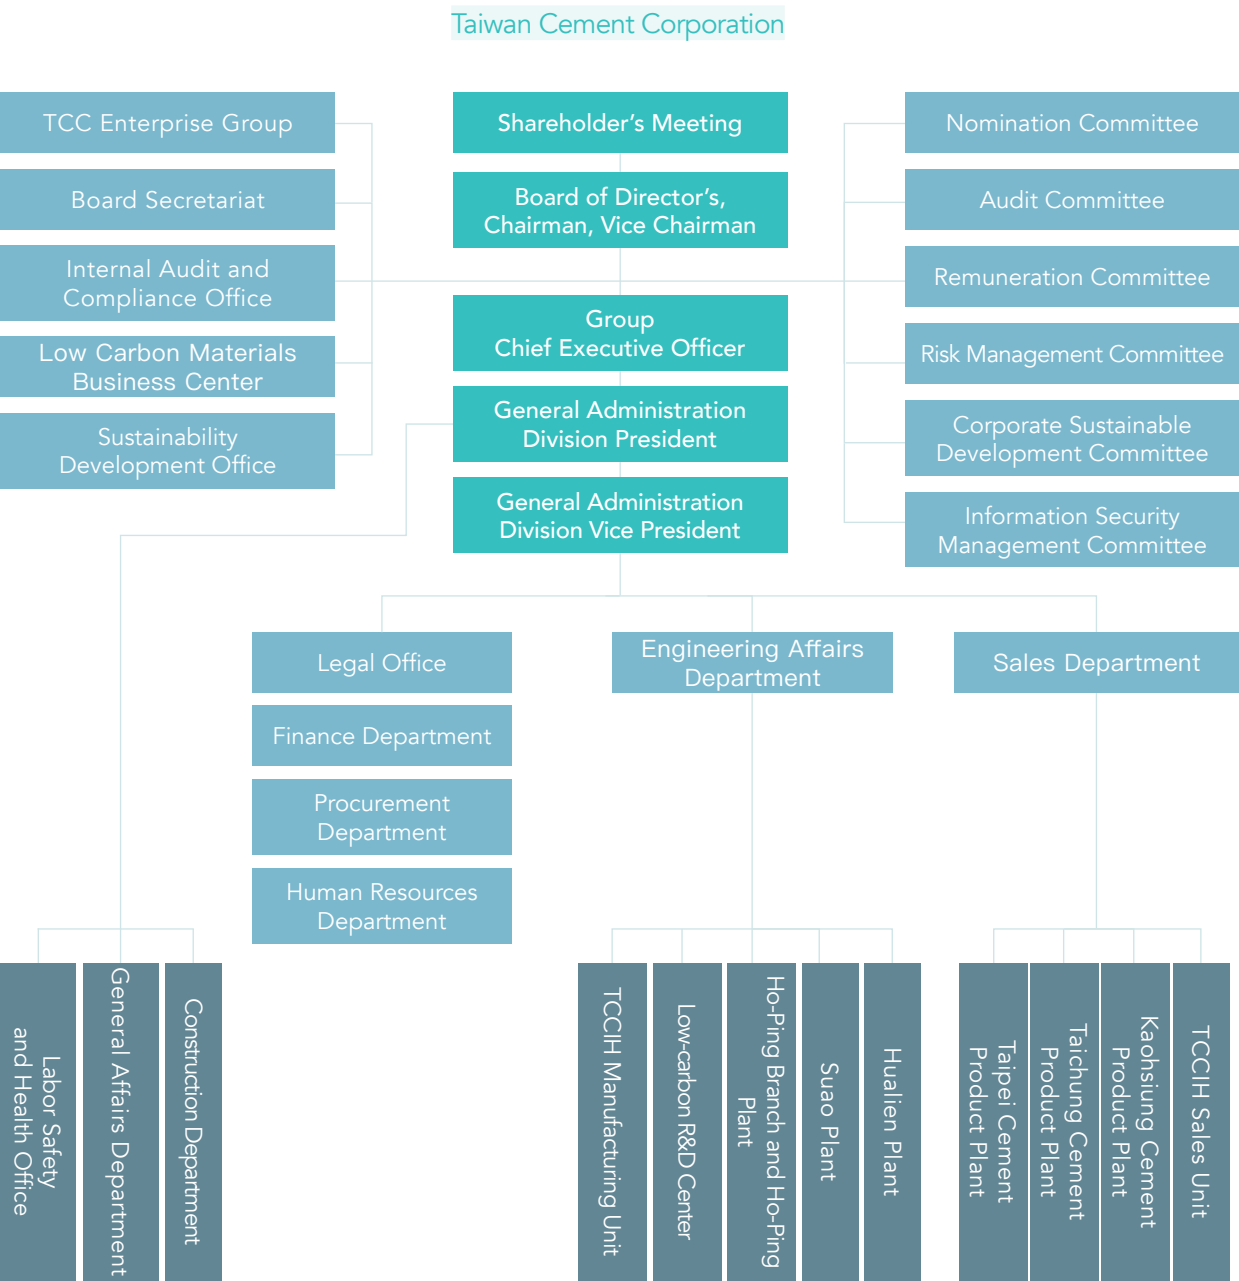 Taiwan Cement Corporation
TCC Enterprise Group
Board Secretariat
Internal Audit and
Compliance Office
Low Carbon Materials
Business Center
Sustainability
Development Office
Shareholder’s Meeting
Board of Director’s,
Chairman, Vice Chairman
Group
Chief Executive Officer
General Administration
Division President
General Administration
Division Vice President
Nomination Committee
Audit Committee
Remuneration Committee
Risk Management Committee
Corporate Sustainable
Development Committee
Information Security
Management Committee
Legal Office
Finance Department
Procurement
Department
Human Resources
Department
Engineering Affairs
Department
Sales Department
Labor Safety
and Health Office
General Affairs Department
Construction Department
TCCIH Manufacturing Unit
Low-carbon R&D Center
Ho-Ping Branch and Ho-Ping
Plant
Suao Plant
Hualien Plant
Taipei Cement
Product Plant
Taichung Cement
Product Plant
Kaohsiung Cement
Product Plant
TCCIH Sales Unit